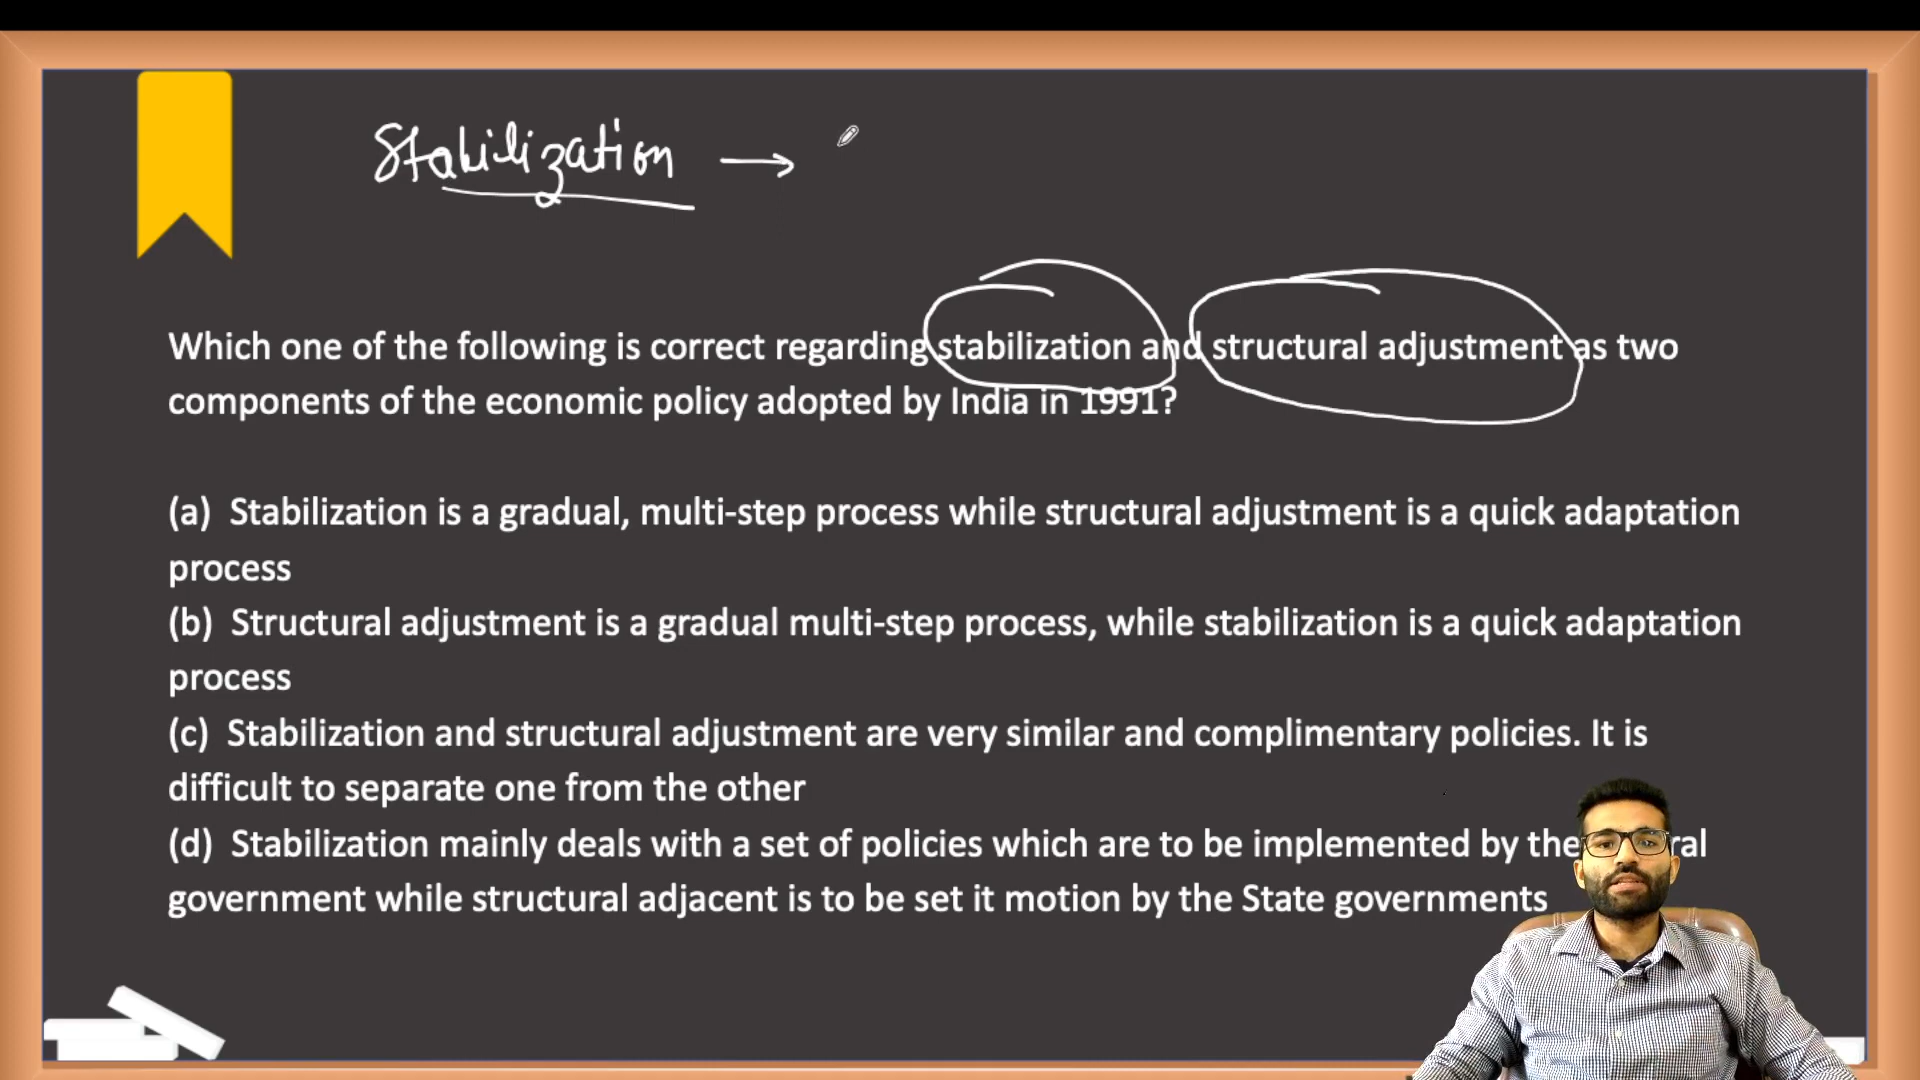 Stabilization →
Which one of the following is correct regarding stabilization and structural adjustment as two
components of the economic policy adopted by India in 1991?
(a) Stabilization is a gradual, multi-step process while structural adjustment is a quick adaptation
process
(b) Structural adjustment is a gradual multi-step process, while stabilization is a quick adaptation
process
(c) Stabilization and structural adjustment are very similar and complimentary policies. It is
difficult to separate one from the other
(d) Stabilization mainly deals with a set of policies which are to be implemented by the
government while structural adjacent is to be set it motion by the State governments